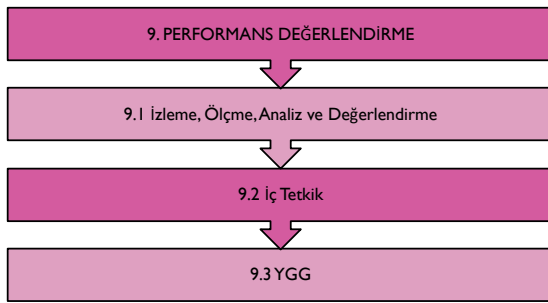 9. PERFORMANS DEĞERLENDİRME
9.1 İzleme, Ölçme, Analiz ve Değerlendirme
9.2 İç Tetkik
9.3 YGG